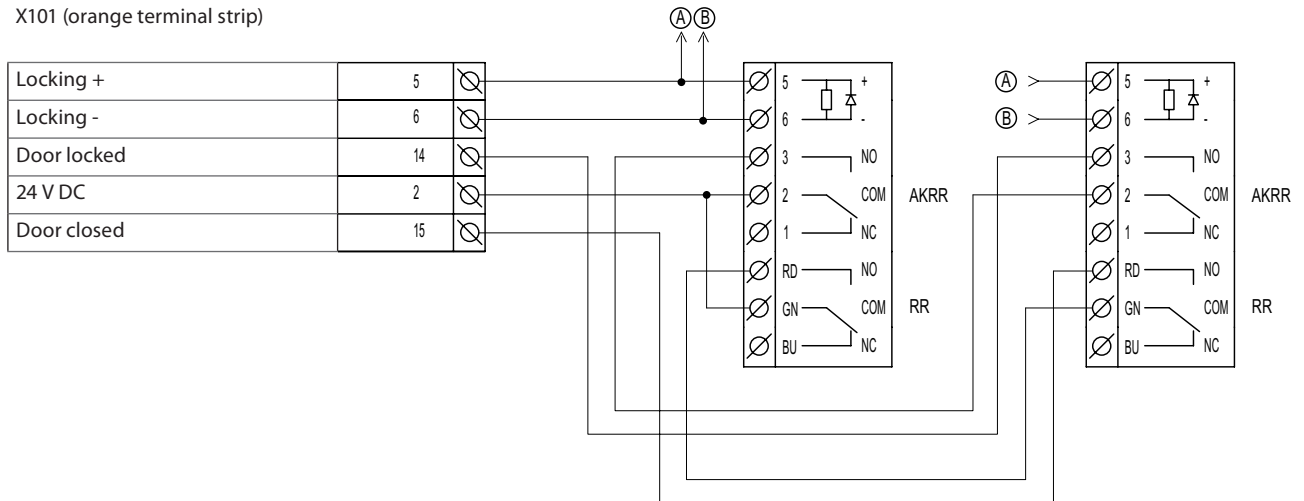 X101 (orange terminal strip)
A B
Locking + 5
Locking - 6
Door locked 14
24 V DC 2
Door closed 15
5 +
6 -
3 NO
2 COM AKRR
1 NC
RD NO
GN COM RR
BU NC
A 5 +
B 6 -
3 NO
2 COM AKRR
1 NC
RD NO
GN COM RR
BU NC